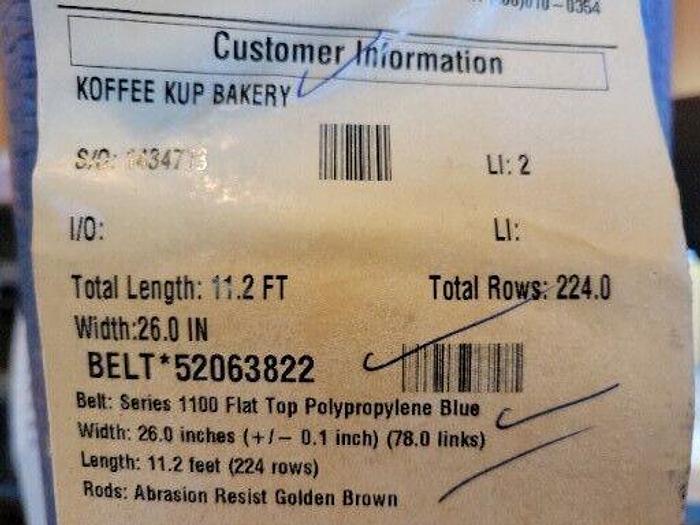 Customer Information
KOFFEE KUP BAKERY
S/O:
LI: 2
I/O:
LI:
Total Length: 11.2 FT
Total Rows: 224.0
Width:26.0 IN
BELT*52063822
Belt: Series 1100 Flat Top Polypropylene Blue
Width: 26.0 inches (+/- 0.1 inch) (78.0 links)
Length: 11.2 feet (224 rows)
Rods: Abrasion Resist Golden Brown